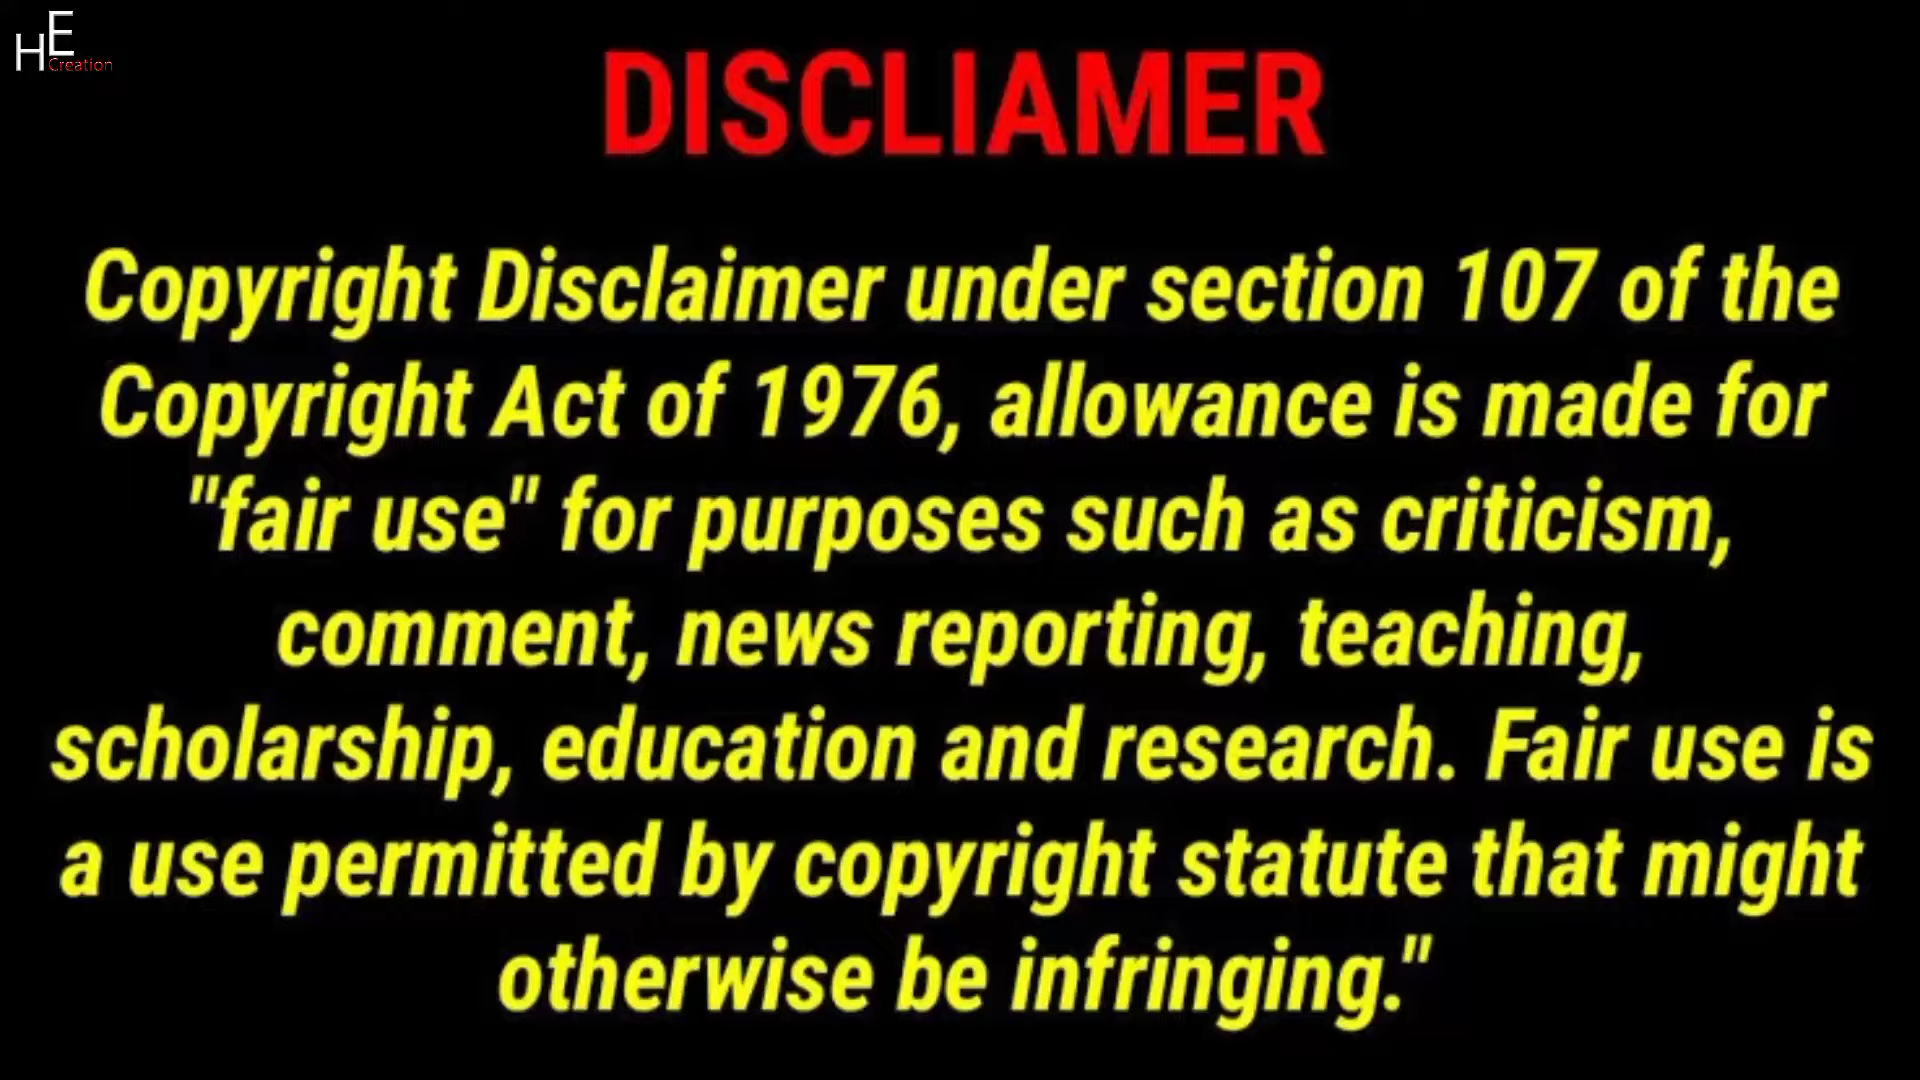 HE
Creation
DISCLIAMER
Copyright Disclaimer under section 107 of the
Copyright Act of 1976, allowance is made for
"fair use" for purposes such as criticism,
comment, news reporting, teaching,
scholarship, education and research. Fair use is
a use permitted by copyright statute that might
otherwise be infringing."